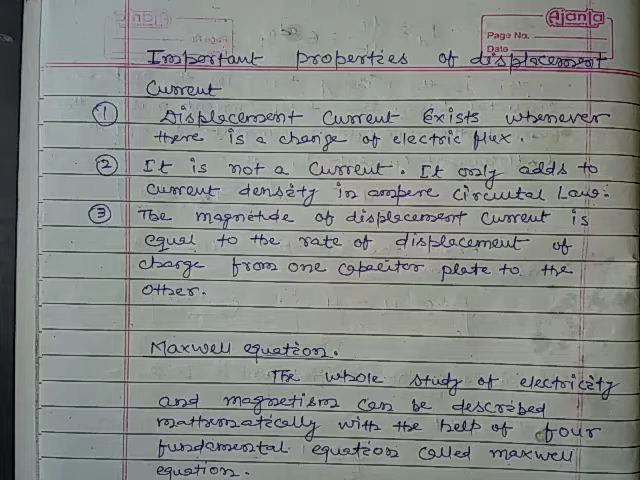 Ajanta
Page No.
Date
Important properties of displacement
Current
① Displacement Current Exists whenever
there is a change of electric flux.
② It is not a Current. It only adds to
current density in ampere Circuital Law.
③ The magnitude of displacement current is
equal to the rate of displacement of
charge from one capacitor plate to the
other.
Maxwell equation.
The whole study of electricity
and magnetism can be described
mathematically with the help of four
fundamental equation called maxwell
equation.